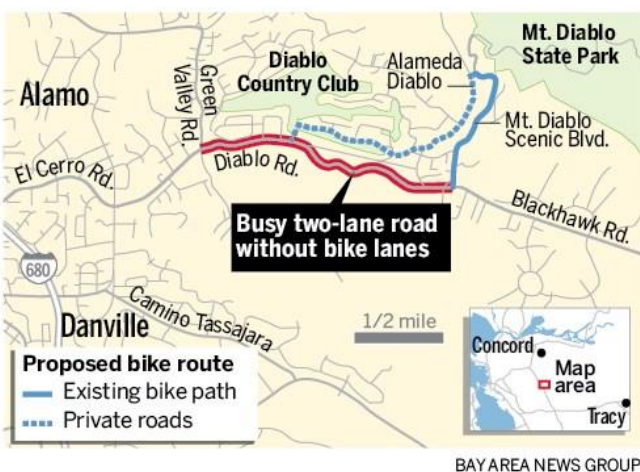 Mt. Diablo
State Park
Diablo
Country Club
Alameda
Diablo
Green
Valley Rd.
Alamo
Mt. Diablo
Scenic Blvd.
El Cerro Rd.
Diablo Rd.
Blackhawk Rd.
Busy two-lane road
without bike lanes
680
Camino Tassajara
Danville
1/2 mile
Proposed bike route
Existing bike path
Private roads
Concord
Map
area
Tracy
BAY AREA NEWS GROUP